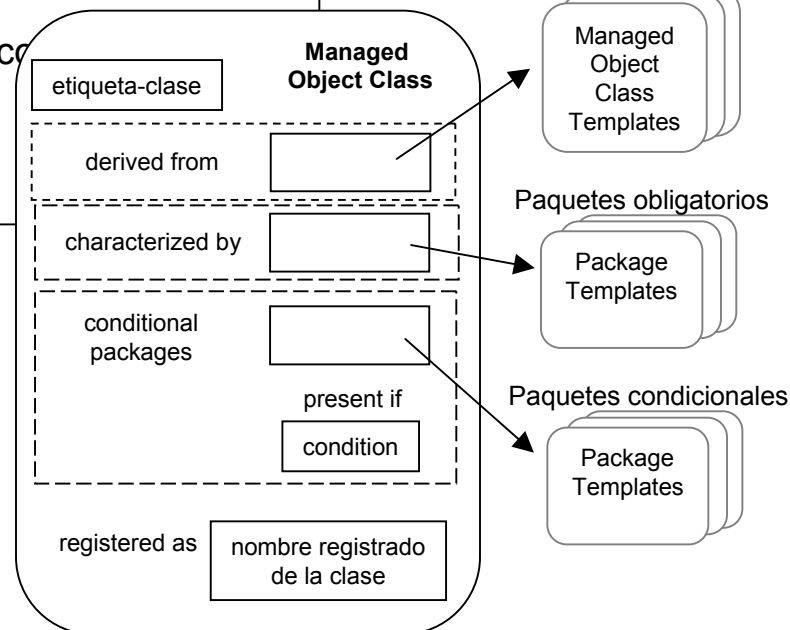 Managed
Object Class
etiqueta-clase
derived from
characterized by
conditional
packages
present if
condition
registered as
nombre registrado
de la clase
Managed
Object
Class
Templates
Paquetes obligatorios
Package
Templates
Paquetes condicionales
Package
Templates